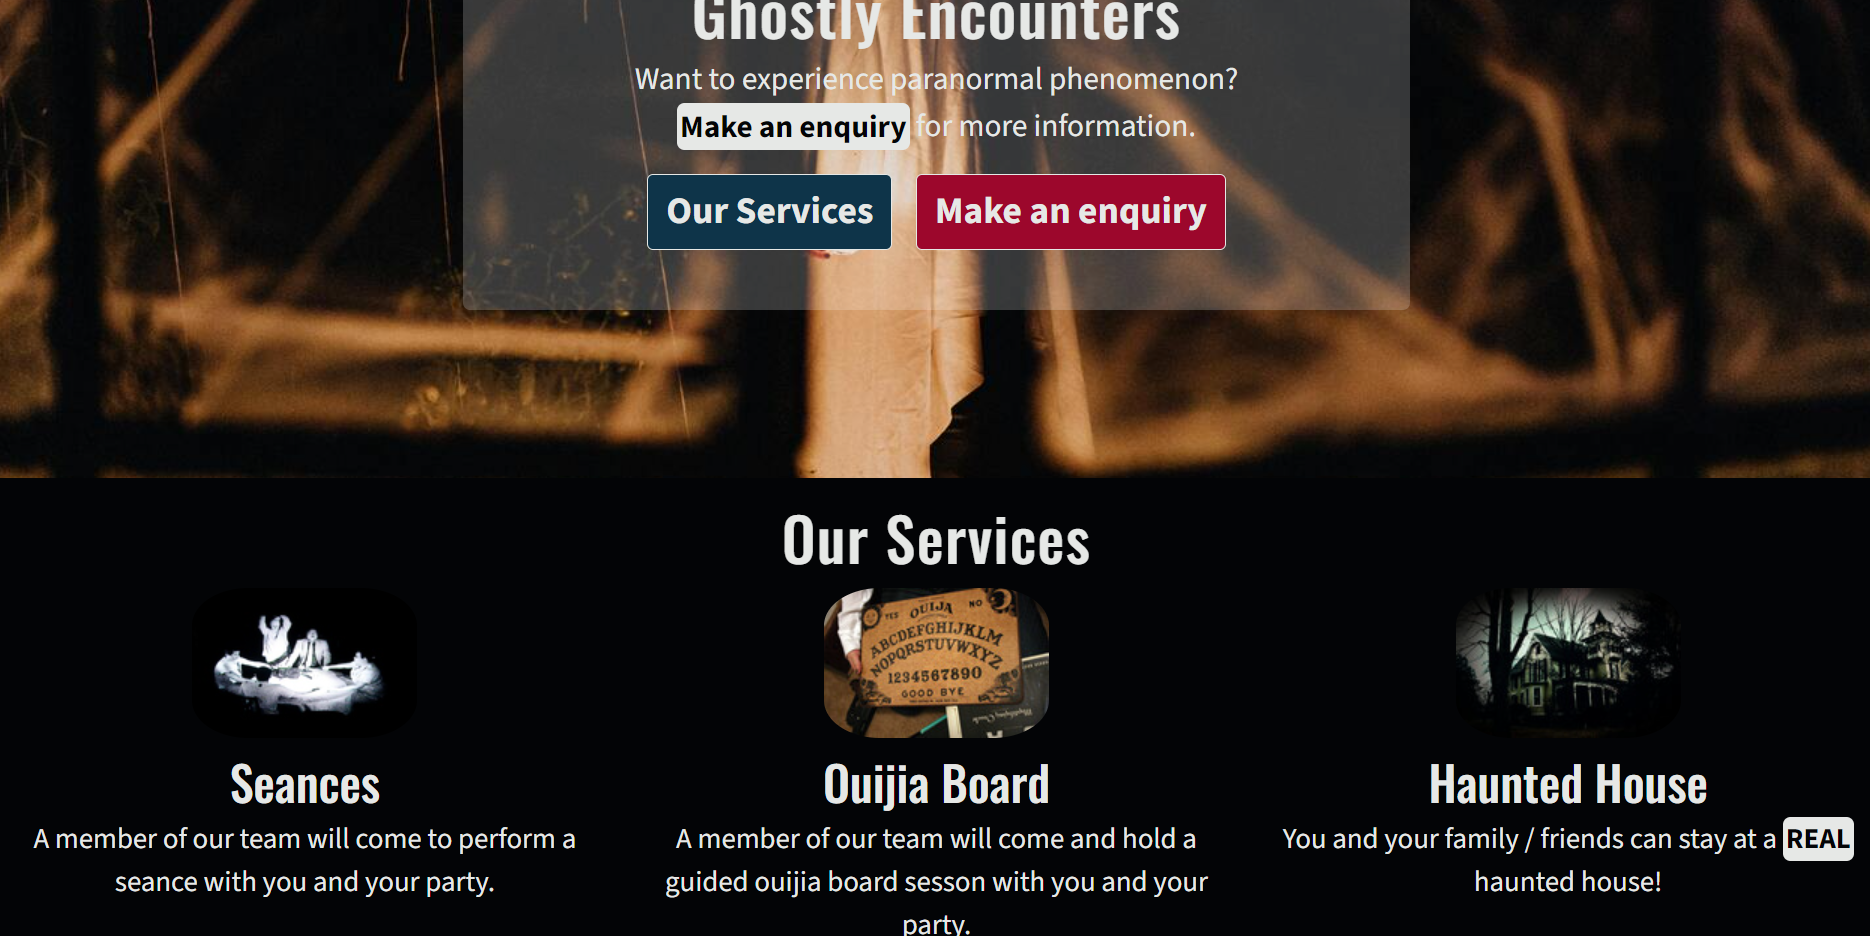 Ghostly Encounters
Want to experience paranormal phenomenon?
Make an enquiry for more information.
Our Services
Make an enquiry
Our Services
YES OUIJA NO
ABCDEFGHIJKLM
NOPQRSTUVWXYZ
1234567890
GOOD BYE
Seances
A member of our team will come to perform a
seance with you and your party.
Ouijia Board
A member of our team will come and hold a
guided ouijia board sesson with you and your
party.
Haunted House
You and your family / friends can stay at a REAL
haunted house!